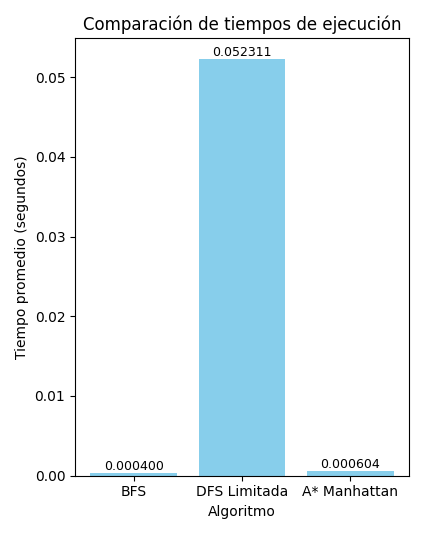 Comparación de tiempos de ejecución
Tiempo promedio (segundos)
0.05
0.04
0.03
0.02
0.01
0.00
0.000400
0.052311
0.000604
BFS
DFS Limitada
A* Manhattan
Algoritmo